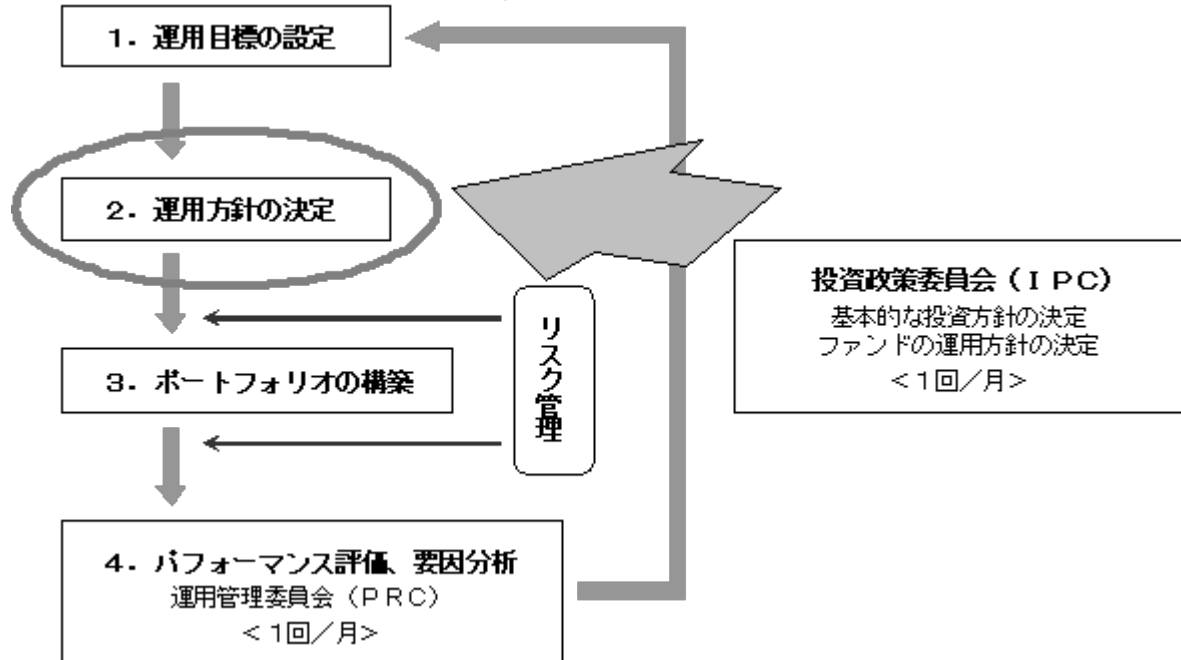 1．運用目標の設定
2．運用方針の決定
投資政策委員会（ＩＰＣ）
基本的な投資方針の決定
ファンドの運用方針の決定
＜１回／月＞
リスク管理
3．ポートフォリオの構築
4．パフォーマンス評価、要因分析
運用管理委員会（ＰＲＣ）
＜１回／月＞